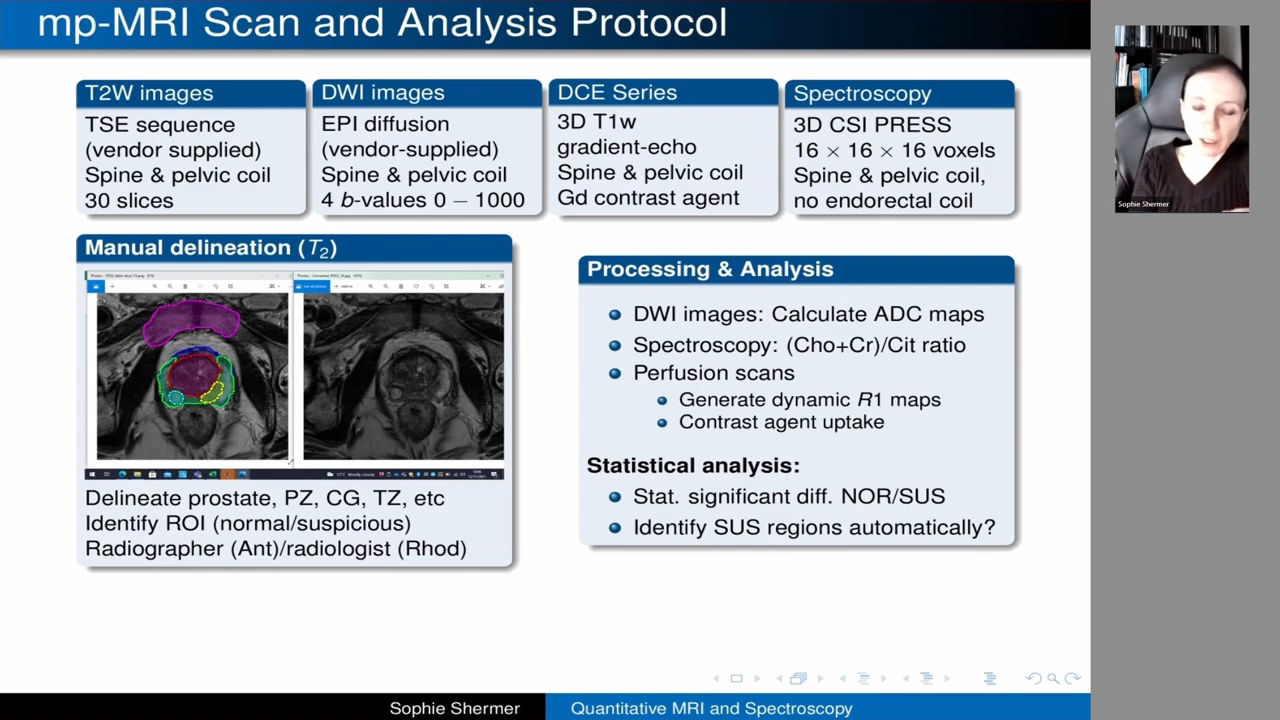 mp-MRI Scan and Analysis Protocol
T2W images
TSE sequence
(vendor supplied)
Spine & pelvic coil
30 slices
DWI images
EPI diffusion
(vendor-supplied)
Spine & pelvic coil
4 b-values 0 − 1000
DCE Series
3D T1w
gradient-echo
Spine & pelvic coil
Gd contrast agent
Spectroscopy
3D CSI PRESS
16 × 16 × 16 voxels
Spine & pelvic coil,
no endorectal coil
Sophie Shermer
Manual delineation (T2)
Delineate prostate, PZ, CG, TZ, etc
Identify ROI (normal/suspicious)
Radiographer (Ant)/radiologist (Rhod)
Processing & Analysis
DWI images: Calculate ADC maps
Spectroscopy: (Cho+Cr)/Cit ratio
Perfusion scans
Generate dynamic R1 maps
Contrast agent uptake
Statistical analysis:
Stat. significant diff. NOR/SUS
Identify SUS regions automatically?
Sophie Shermer
Quantitative MRI and Spectroscopy